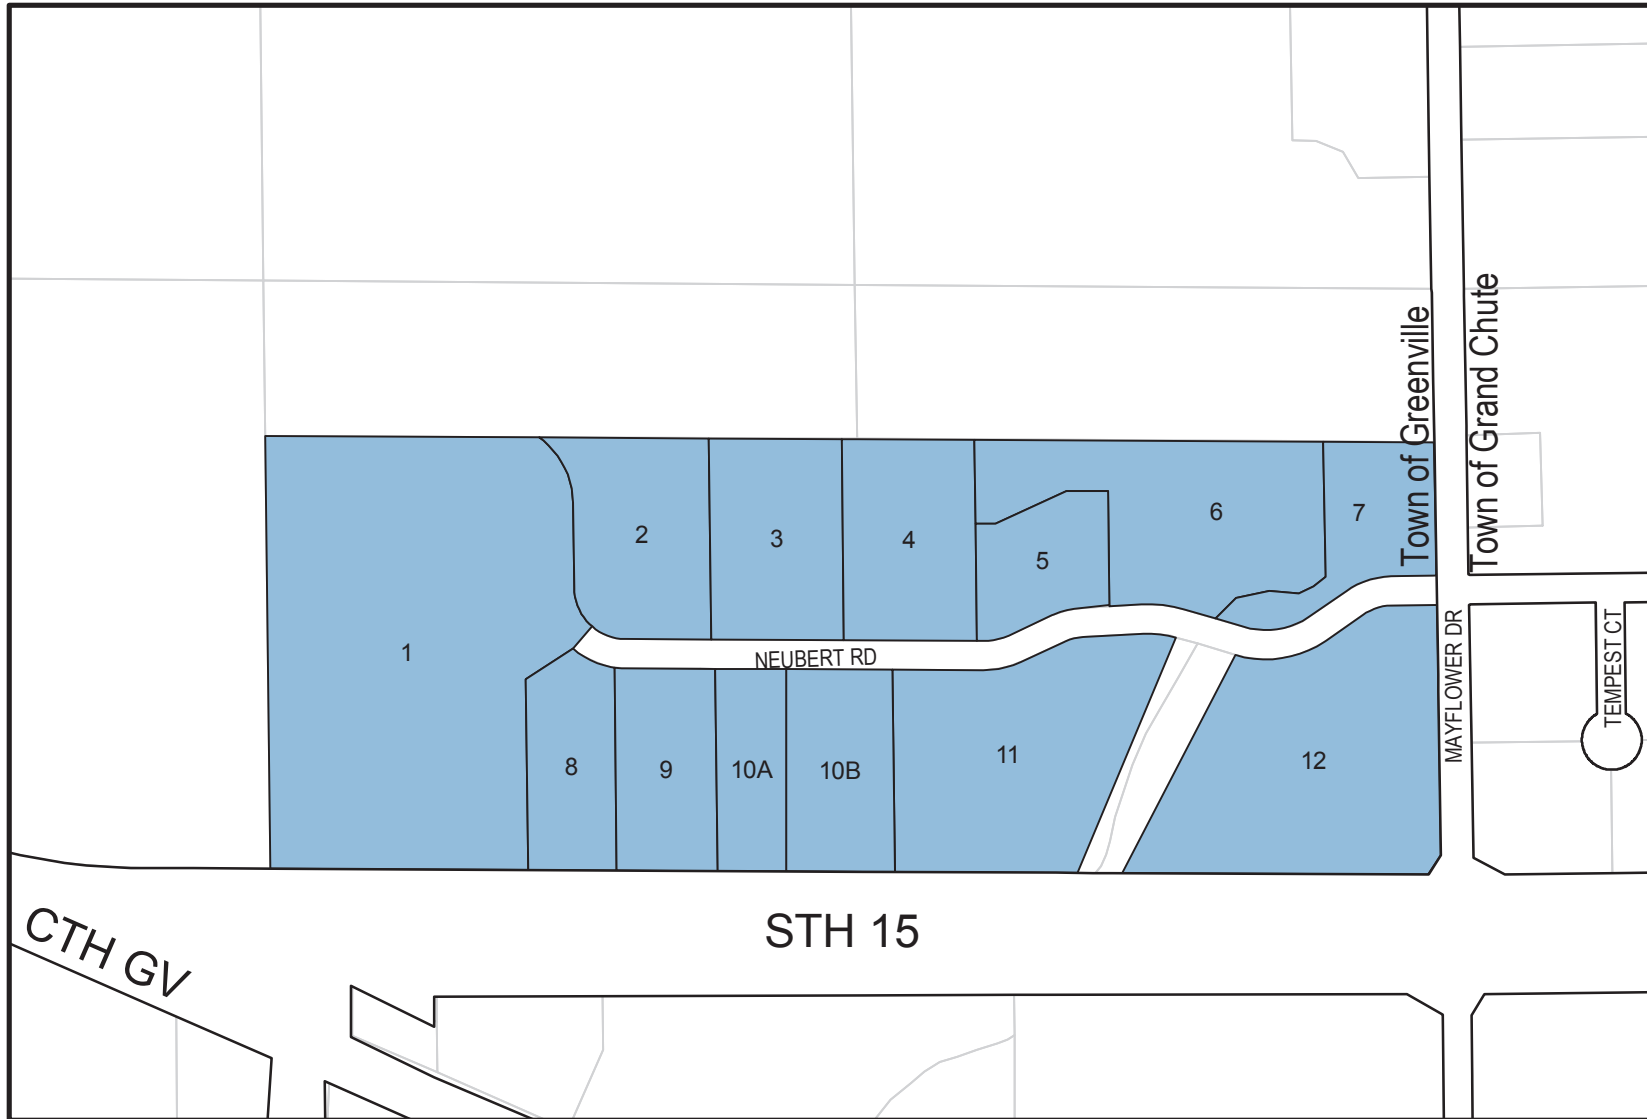 Town of Greenville
Town of Grand Chute
1
2
3
4
5
6
7
NEUBERT RD
8
9
10A
10B
11
12
MAYFLOWER DR
TEMPEST CT
STH 15
CTH GV